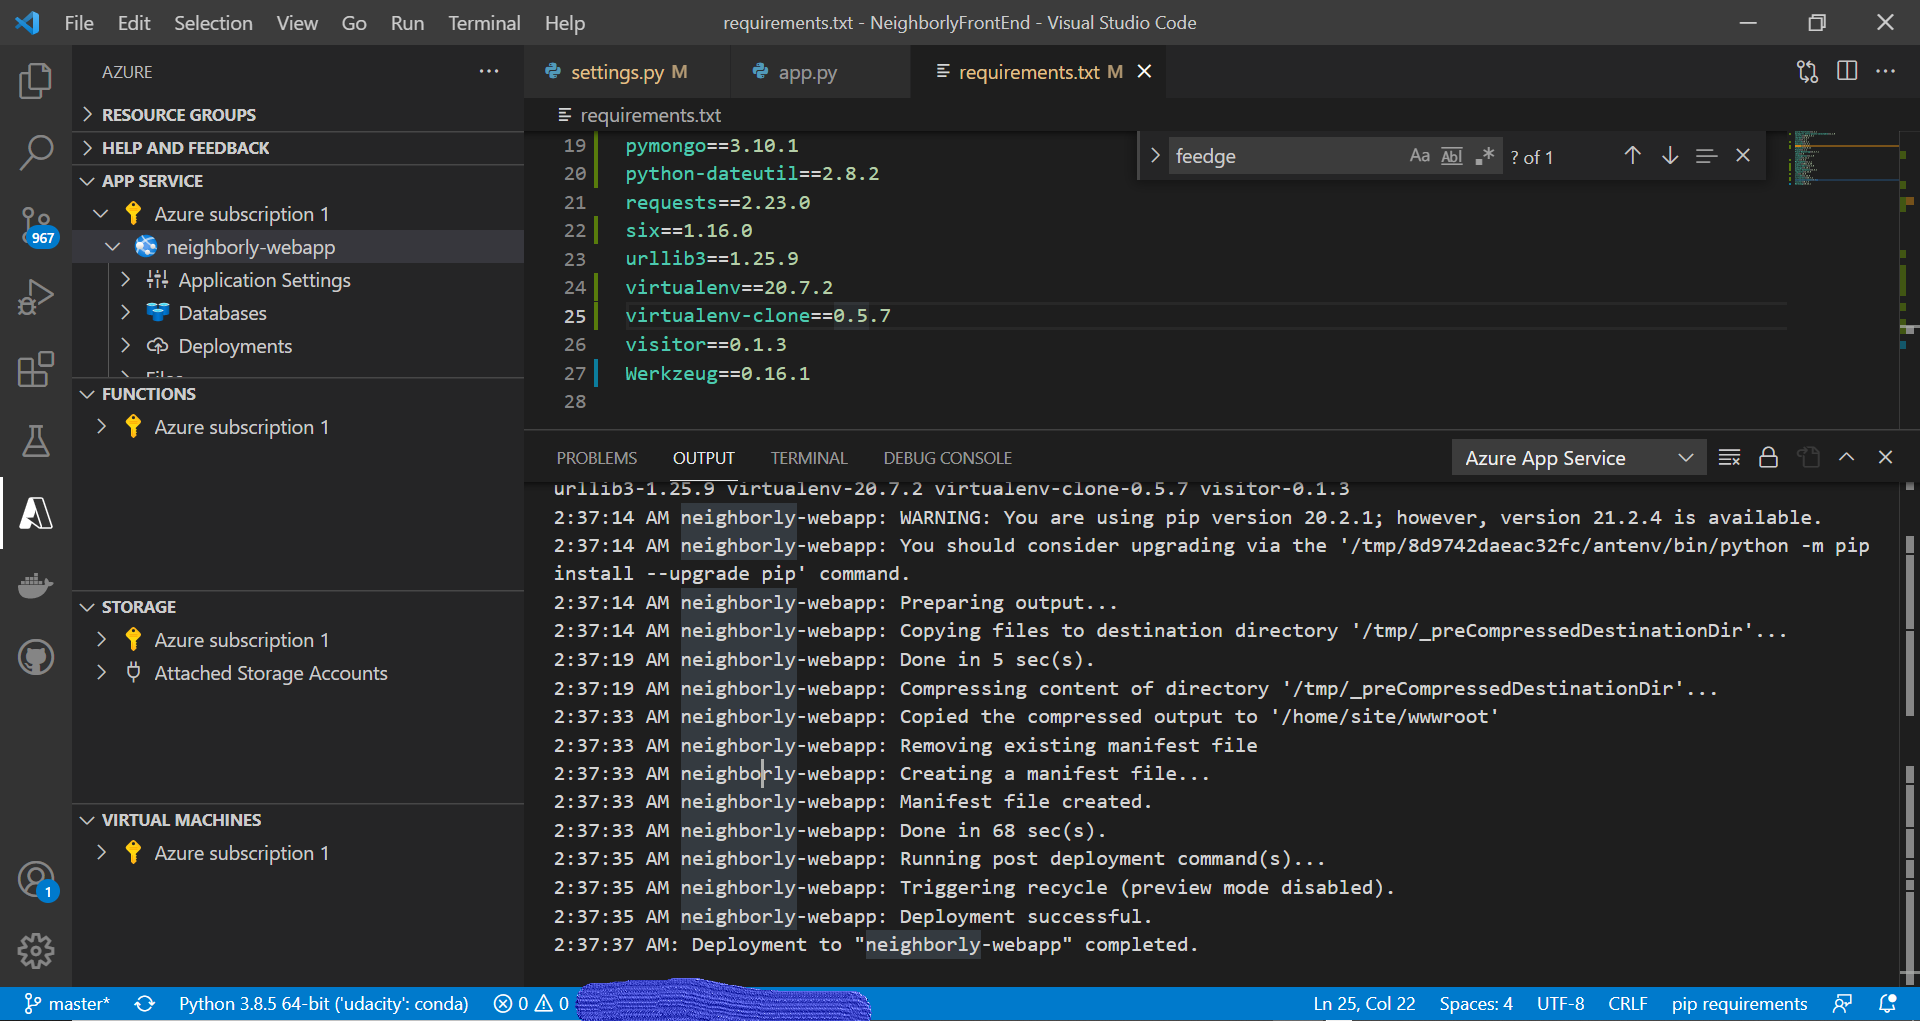 File Edit Selection View Go Run Terminal Help
requirements.txt - NeighborlyFrontEnd - Visual Studio Code
AZURE
RESOURCE GROUPS
HELP AND FEEDBACK
APP SERVICE
Azure subscription 1
neighborly-webapp
Application Settings
Databases
Deployments
Files
FUNCTIONS
Azure subscription 1
STORAGE
Azure subscription 1
Attached Storage Accounts
VIRTUAL MACHINES
Azure subscription 1
967
1
settings.py M app.py requirements.txt M
requirements.txt
feedge Aa Abl .* ? of 1
19 pymongo==3.10.1
20 python-dateutil==2.8.2
21 requests==2.23.0
22 six==1.16.0
23 urllib3==1.25.9
24 virtualenv==20.7.2
25 virtualenv-clone==0.5.7
26 visitor==0.1.3
27 Werkzeug==0.16.1
28
PROBLEMS OUTPUT TERMINAL DEBUG CONSOLE Azure App Service
urllib3-1.25.9 virtualenv-20.7.2 virtualenv-clone-0.5.7 visitor-0.1.3
2:37:14 AM neighborly-webapp: WARNING: You are using pip version 20.2.1; however, version 21.2.4 is available.
2:37:14 AM neighborly-webapp: You should consider upgrading via the '/tmp/8d9742daeac32fc/antenv/bin/python -m pip
install --upgrade pip' command.
2:37:14 AM neighborly-webapp: Preparing output...
2:37:14 AM neighborly-webapp: Copying files to destination directory '/tmp/_preCompressedDestinationDir'...
2:37:19 AM neighborly-webapp: Done in 5 sec(s).
2:37:19 AM neighborly-webapp: Compressing content of directory '/tmp/_preCompressedDestinationDir'...
2:37:33 AM neighborly-webapp: Copied the compressed output to '/home/site/wwwroot'
2:37:33 AM neighborly-webapp: Removing existing manifest file
2:37:33 AM neighborly-webapp: Creating a manifest file...
2:37:33 AM neighborly-webapp: Manifest file created.
2:37:33 AM neighborly-webapp: Done in 68 sec(s).
2:37:35 AM neighborly-webapp: Running post deployment command(s)...
2:37:35 AM neighborly-webapp: Triggering recycle (preview mode disabled).
2:37:35 AM neighborly-webapp: Deployment successful.
2:37:37 AM: Deployment to "neighborly-webapp" completed.
master* Python 3.8.5 64-bit ('udacity': conda) 0 0 Ln 25, Col 22 Spaces: 4 UTF-8 CRLF pip requirements